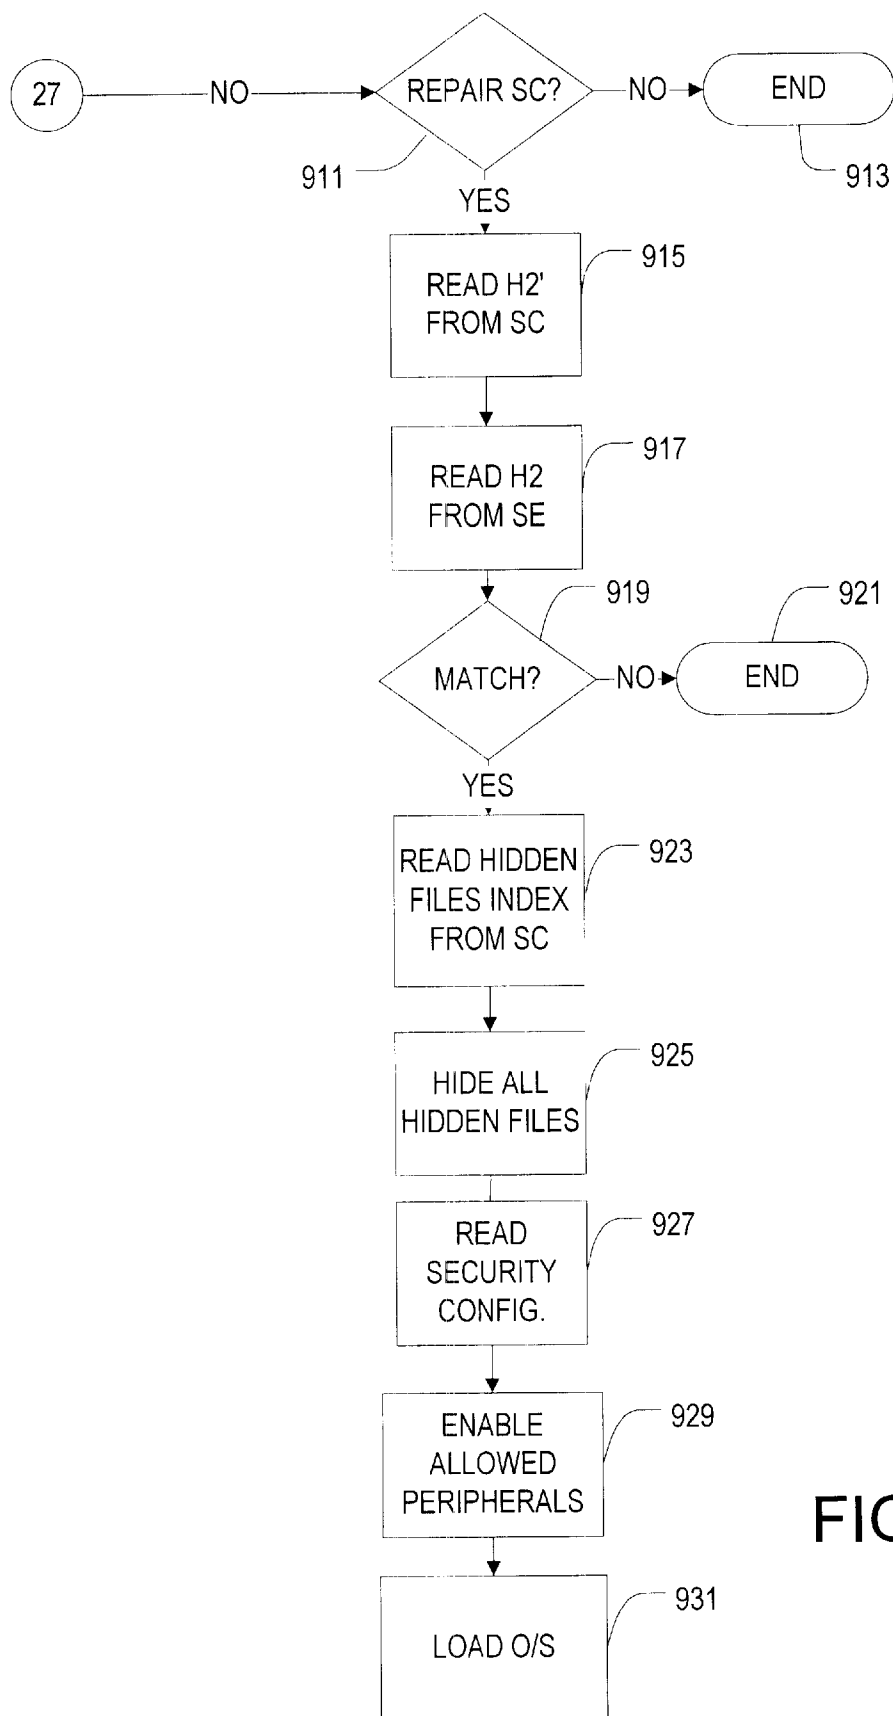 27
NO
REPAIR SC?
NO
END
911
913
YES
915
READ H2'
FROM SC
917
READ H2
FROM SE
919
921
MATCH?
NO
END
YES
923
READ HIDDEN
FILES INDEX
FROM SC
925
HIDE ALL
HIDDEN FILES
927
READ
SECURITY
CONFIG.
929
ENABLE
ALLOWED
PERIPHERALS
FIG
931
LOAD O/S